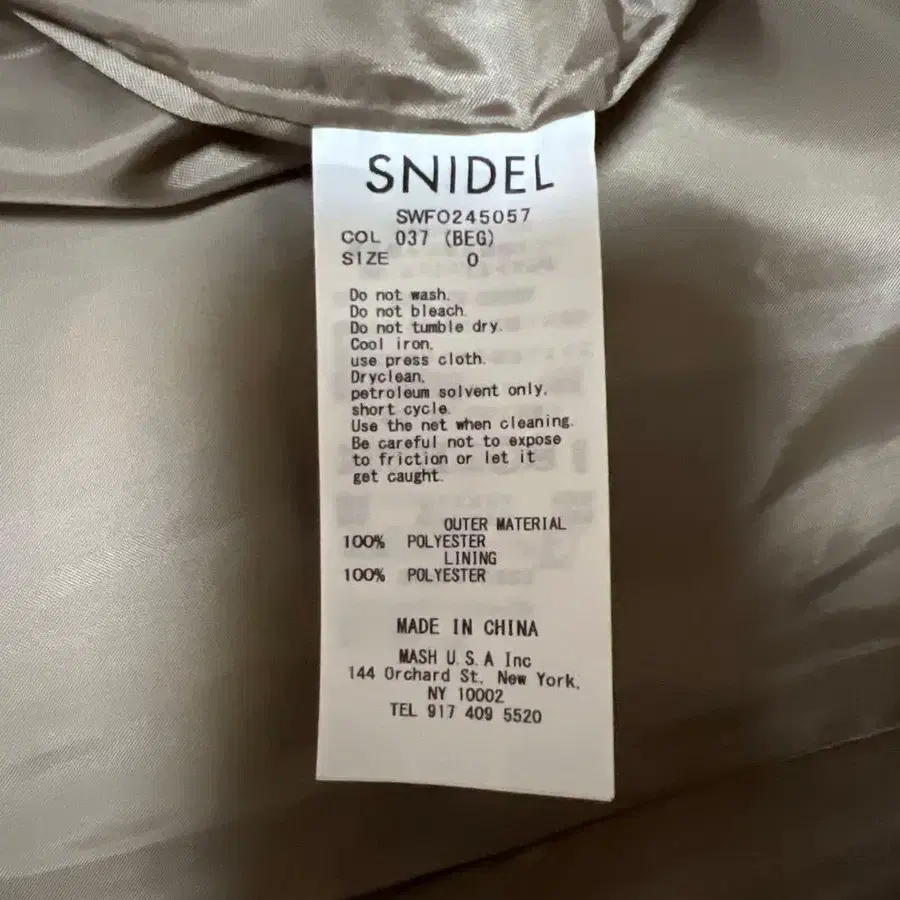 SNIDEL
SWFO245057
COL 037 (BEG)
SIZE 0
Do not wash.
Do not bleach.
Do not tumble dry.
Cool iron,
use press cloth.
Dryclean,
petroleum solvent only,
short cycle.
Use the net when cleaning.
Be careful not to expose
to friction or let it
get caught.
OUTER MATERIAL
100% POLYESTER
LINING
100% POLYESTER
MADE IN CHINA
MASH U.S.A Inc
144 Orchard St, New York,
NY 10002
TEL 917 409 5520